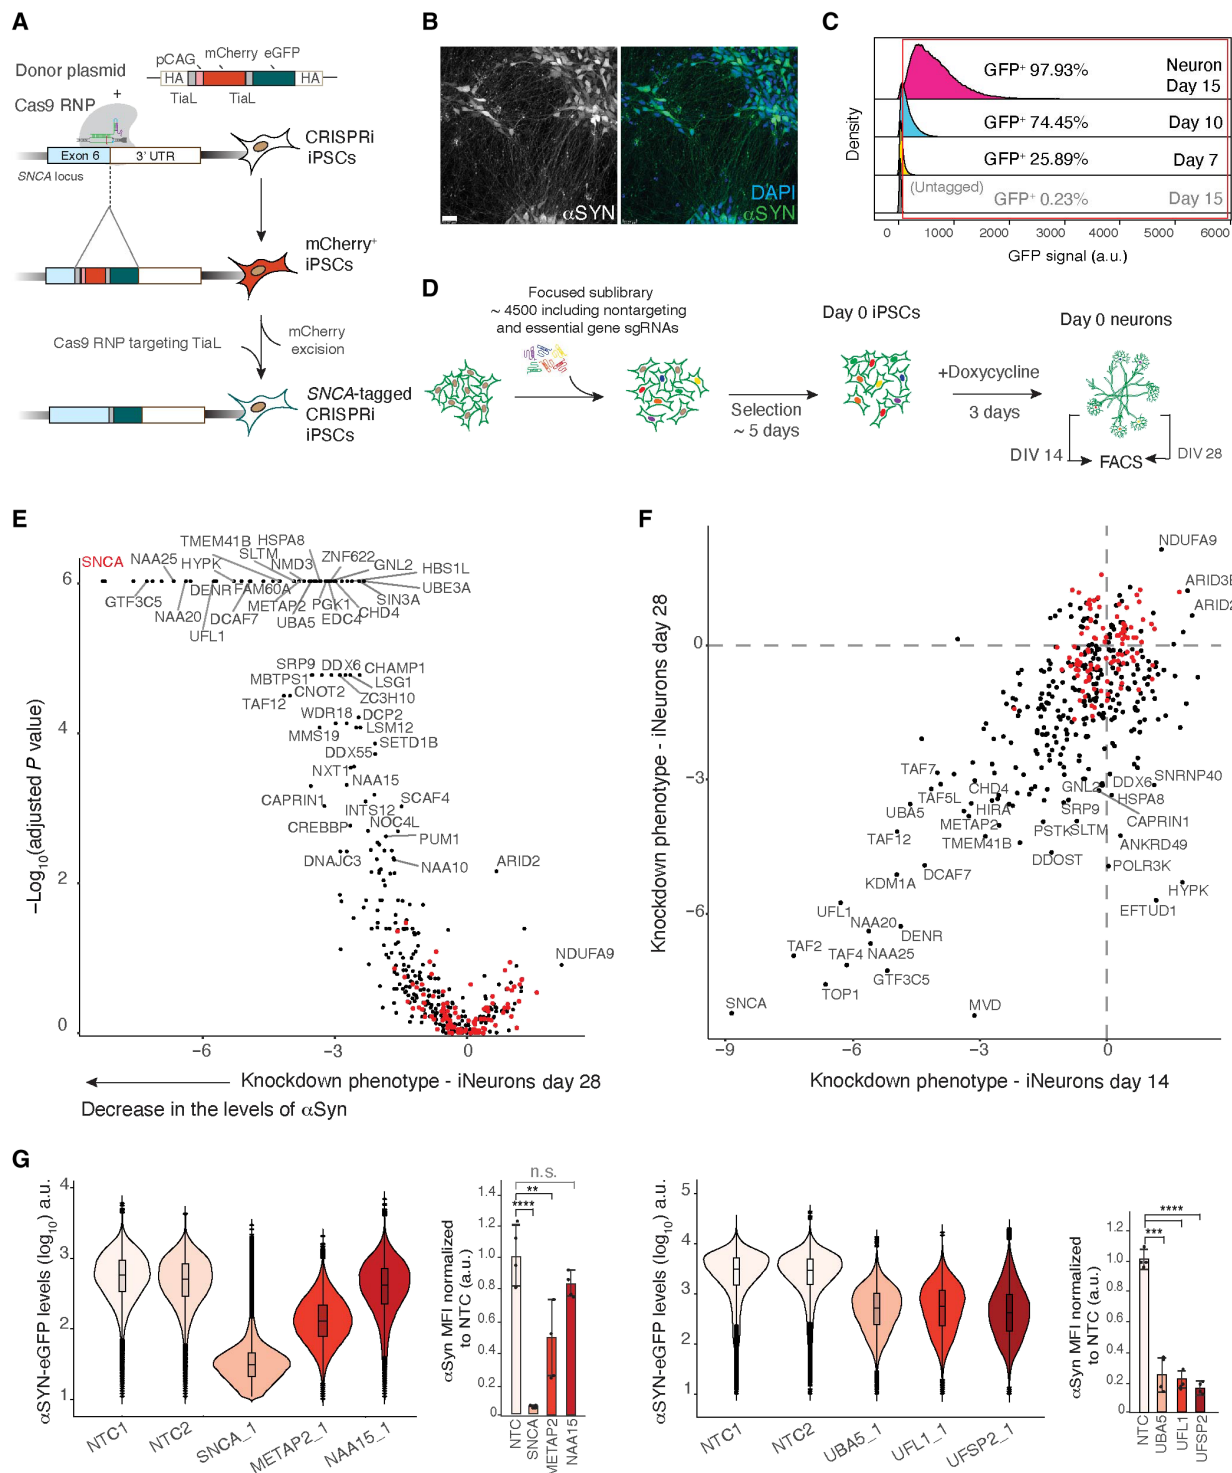 A
Donor plasmid
pCAG
mCherry
eGFP
HA
HA
TiaL
TiaL
+
Cas9 RNP
Exon 6
3' UTR
SNCA locus
CRISPRi
iPSCs
mCherry⁺
iPSCs
Cas9 RNP targeting TiaL
mCherry
excision
SNCA-tagged
CRISPRi
iPSCs
B
αSYN
DAPI
αSYN
C
Density
GFP⁺ 97.93%
Neuron
Day 15
GFP⁺ 74.45%
Day 10
GFP⁺ 25.89%
Day 7
(Untagged)
GFP⁺ 0.23%
Day 15
0
1000
2000
3000
4000
5000
6000
GFP signal (a.u.)
D
Focused sublibrary
~ 4500 including nontargeting
and essential gene sgRNAs
Selection
~ 5 days
Day 0 iPSCs
+Doxycycline
3 days
Day 0 neurons
DIV 14
FACS
DIV 28
E
−Log₁₀(adjusted P value)
6
4
2
0
SNCA
NAA25
TMEM41B
HSPA8
HYPK
SLTM
NMD3
ZNF622
GNL2
HBS1L
GTF3C5
DENR
FAM60A
UBE3A
SIN3A
NAA20
METAP2
PGK1
CHD4
DCAF7
UBA5
EDC4
UFL1
SRP9
DDX6
CHAMP1
MBTPS1
LSG1
CNOT2
ZC3H10
TAF12
WDR18
DCP2
MMS19
LSM12
SETD1B
DDX55
NXT1
NAA15
CAPRIN1
SCAF4
INTS12
CREBBP
NOC4L
PUM1
DNAJC3
NAA10
ARID2
NDUFA9
−6
−3
0
Knockdown phenotype - iNeurons day 28
Decrease in the levels of αSyn
F
Knockdown phenotype - iNeurons day 28
0
−3
−6
NDUFA9
ARID3B
ARID2
TAF7
CHD4
GNL2
DDX6
SNRNP40
TAF5L
HSPA8
UBA5
HIRA
SRP9
CAPRIN1
METAP2
PSTK
SLTM
TAF12
TMEM41B
ANKRD49
DDOST
POLR3K
KDM1A
DCAF7
HYPK
EFTUD1
UFL1
NAA20
DENR
TAF2
TAF4
NAA25
GTF3C5
TOP1
SNCA
MVD
−9
−6
−3
0
Knockdown phenotype - iNeurons day 14
G
αSYN-eGFP levels (log₁₀) a.u.
4
3
2
1
NTC1
NTC2
SNCA_1
METAP2_1
NAA15_1
αSyn MFI normalized
to NTC (a.u.)
1.4
1.2
1.0
0.8
0.6
0.4
0.2
0
n.s.
**
****
NTC
SNCA
METAP2
NAA15
αSYN-eGFP levels (log₁₀) a.u.
5
4
3
2
1
NTC1
NTC2
UBA5_1
UFL1_1
UFSP2_1
αSyn MFI normalized
to NTC (a.u.)
1.2
1.0
0.8
0.6
0.4
0.2
0
****
***
NTC
UBA5
UFL1
UFSP2